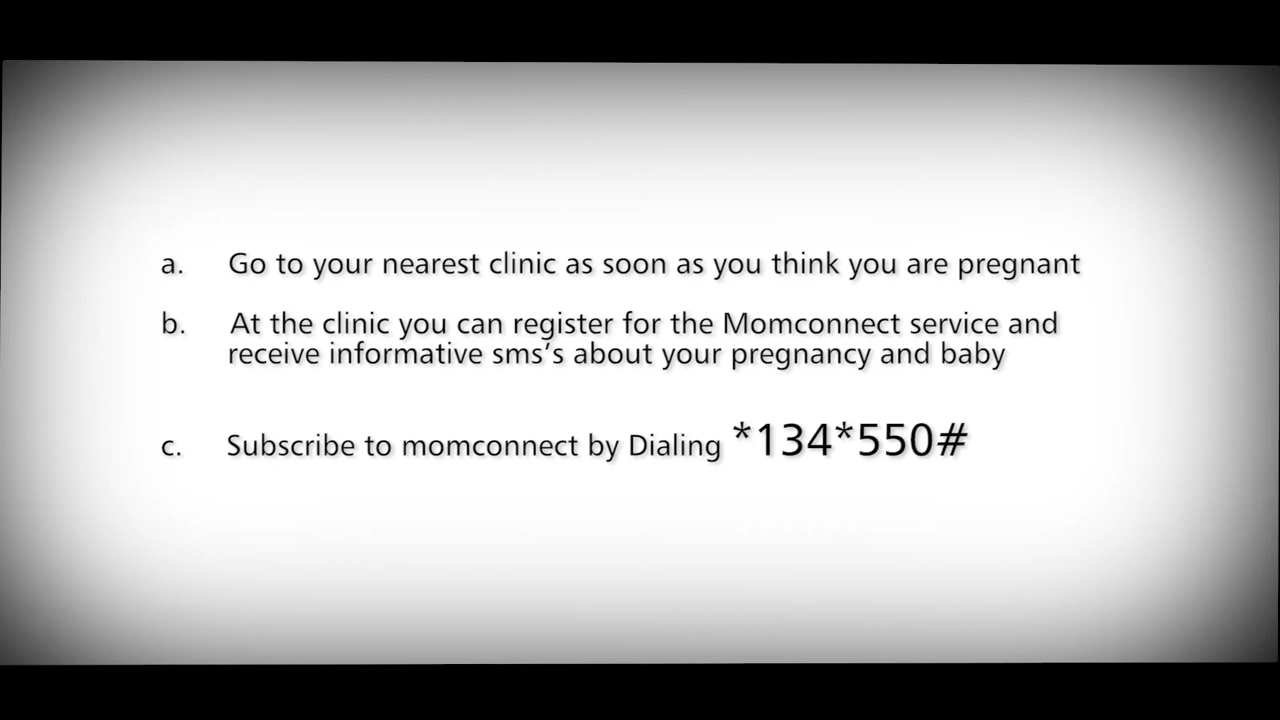 a. Go to your nearest clinic as soon as you think you are pregnant
b. At the clinic you can register for the Momconnect service and
receive informative sms's about your pregnancy and baby
c. Subscribe to momconnect by Dialing *134*550#